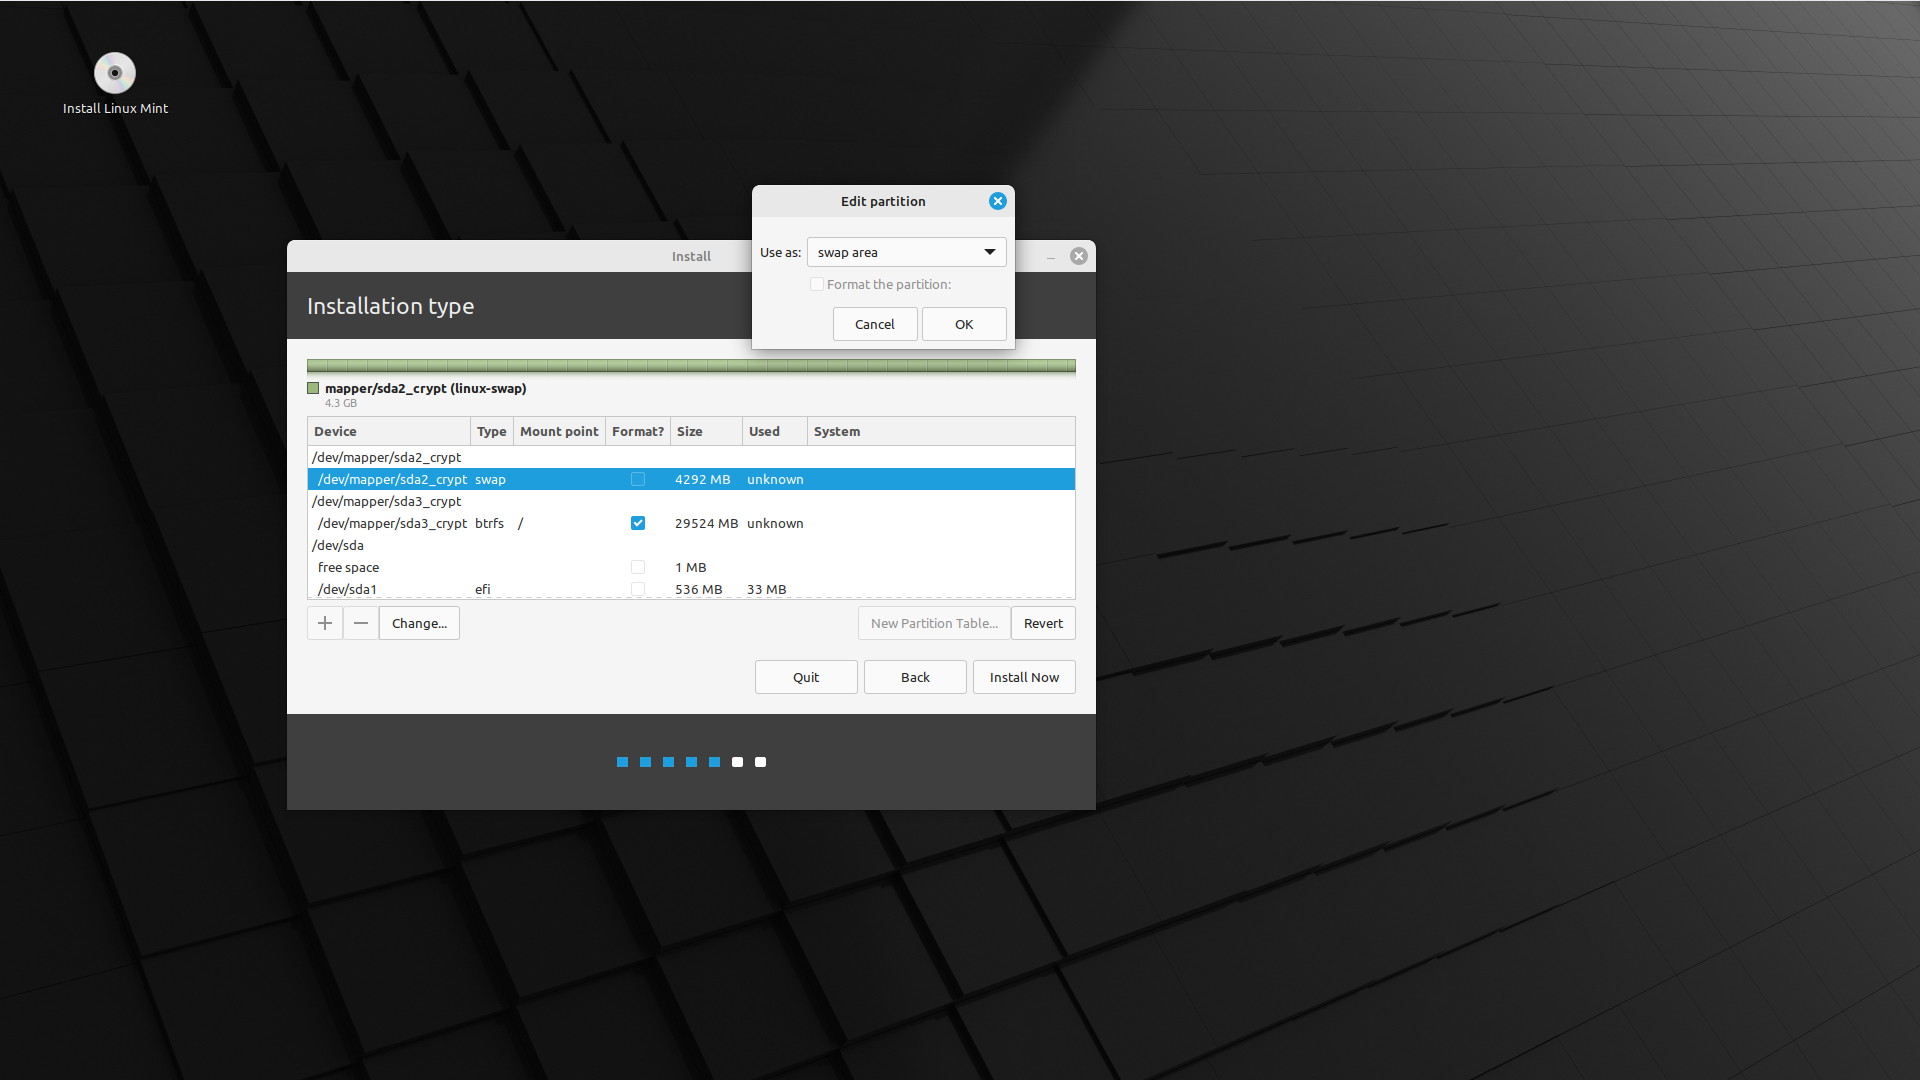 Install Linux Mint
Edit partition
Use as: swap area
Format the partition:
Cancel OK
Install
Installation type
mapper/sda2_crypt (linux-swap)
4.3 GB
Device Type Mount point Format? Size Used System
/dev/mapper/sda2_crypt
/dev/mapper/sda2_crypt swap 4292 MB unknown
/dev/mapper/sda3_crypt
/dev/mapper/sda3_crypt btrfs / 29524 MB unknown
/dev/sda
free space 1 MB
/dev/sda1 efi 536 MB 33 MB
+ − Change... New Partition Table... Revert
Quit Back Install Now